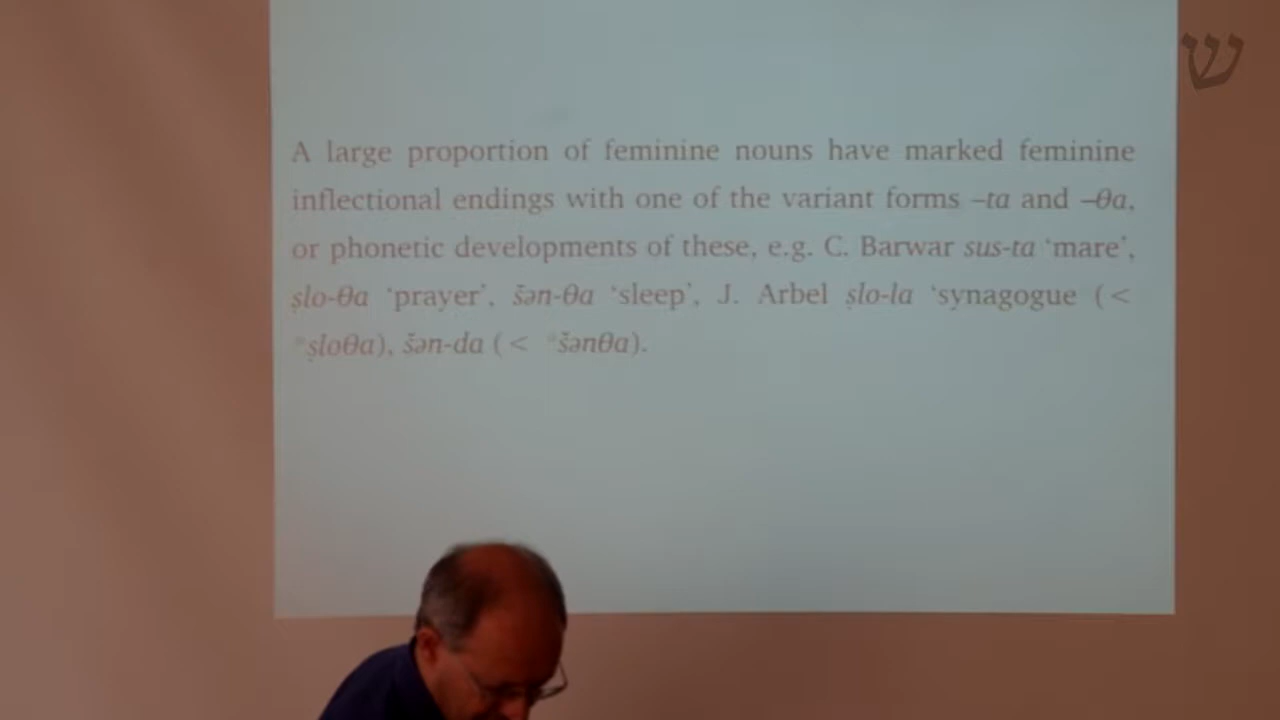 ש
A large proportion of feminine nouns have marked feminine
inflectional endings with one of the variant forms –ta and –θa,
or phonetic developments of these, e.g. C. Barwar sus-ta ‘mare’,
ṣlo-θa ‘prayer’, šən-θa ‘sleep’, J. Arbel ṣlo-la ‘synagogue (<
*ṣloθa), šən-da (< *šənθa).